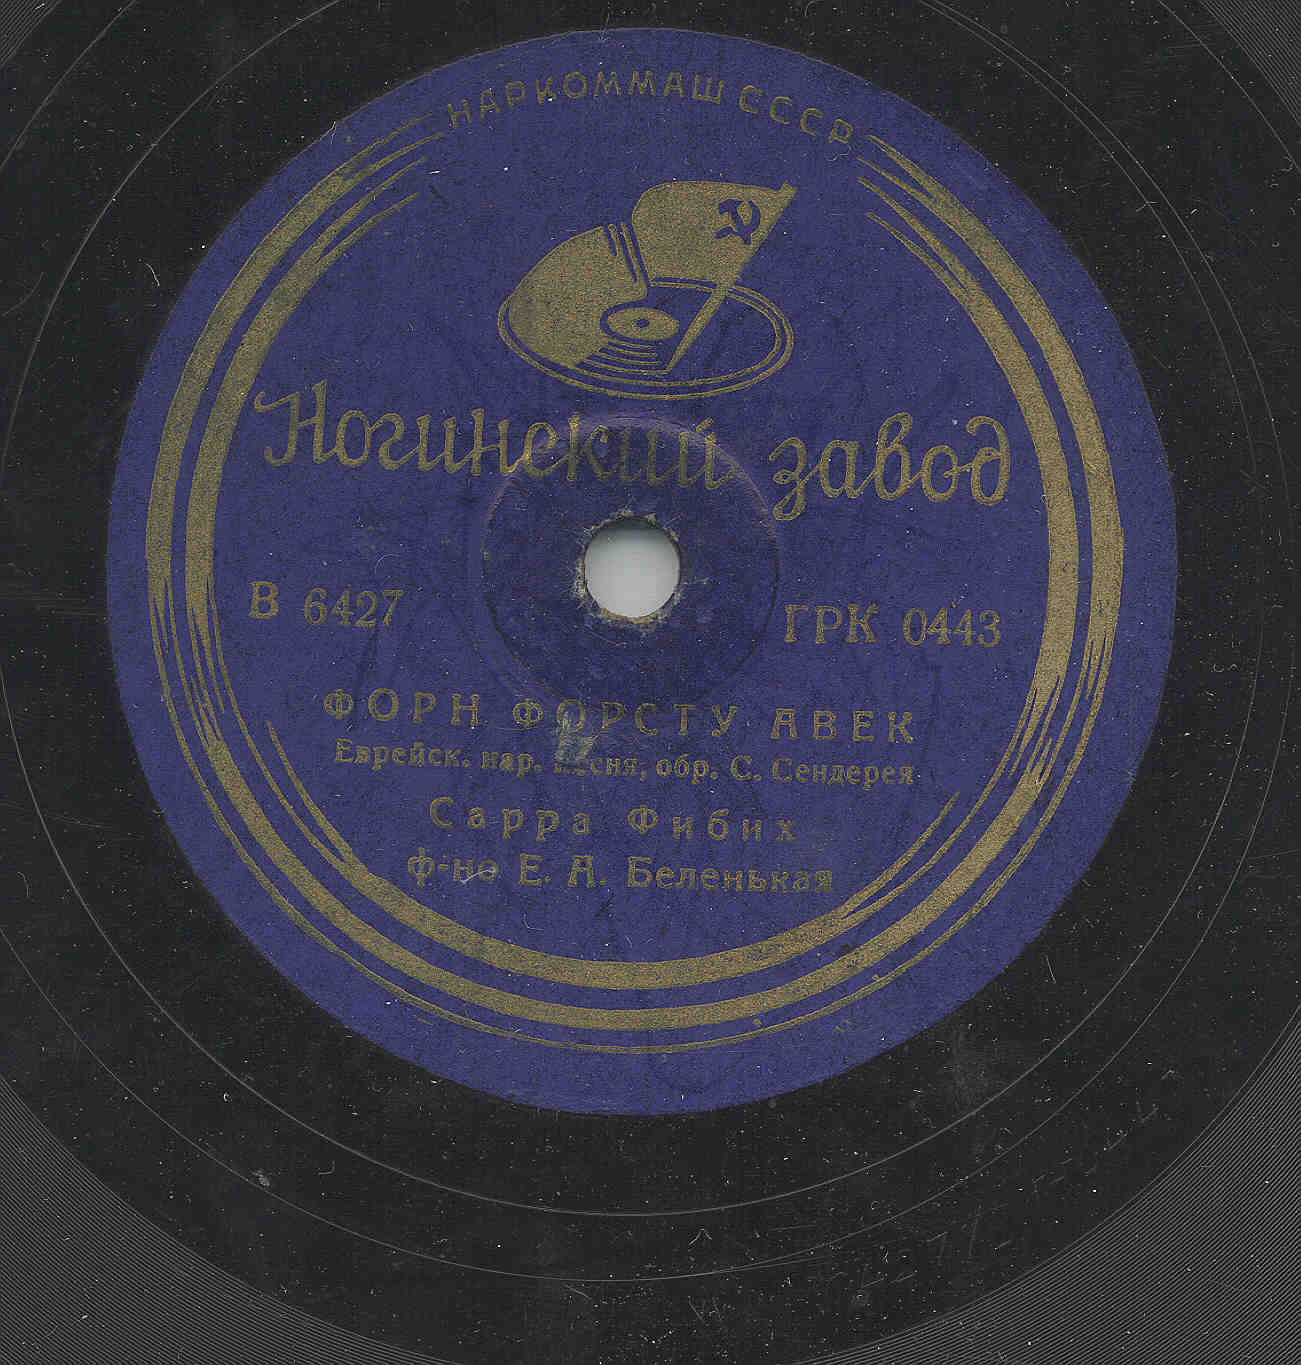 НАРКОММАШ СССР
Ногинский завод
В 6427
ГРК 0443
ФОРН ФОРСТУ АВЕК
Еврейск. нар. песня, обр. С. Сендерея
Сарра Фибих
ф-но Е. А. Беленькая